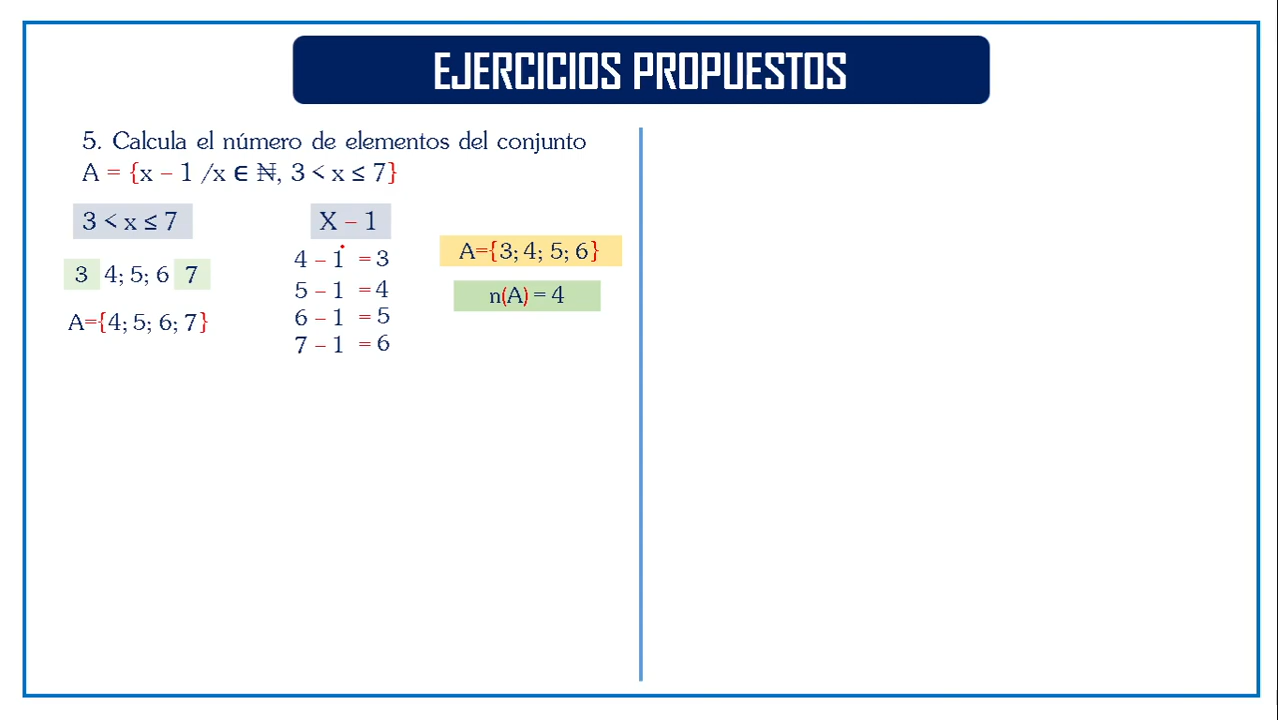 EJERCICIOS PROPUESTOS
5. Calcula el número de elementos del conjunto
A = {x – 1 /x ∈ ℕ, 3 < x ≤ 7}
3 < x ≤ 7
3 4; 5; 6 7
A={4; 5; 6; 7}
X – 1
4 – 1 = 3
5 – 1 = 4
6 – 1 = 5
7 – 1 = 6
A={3; 4; 5; 6}
n(A) = 4